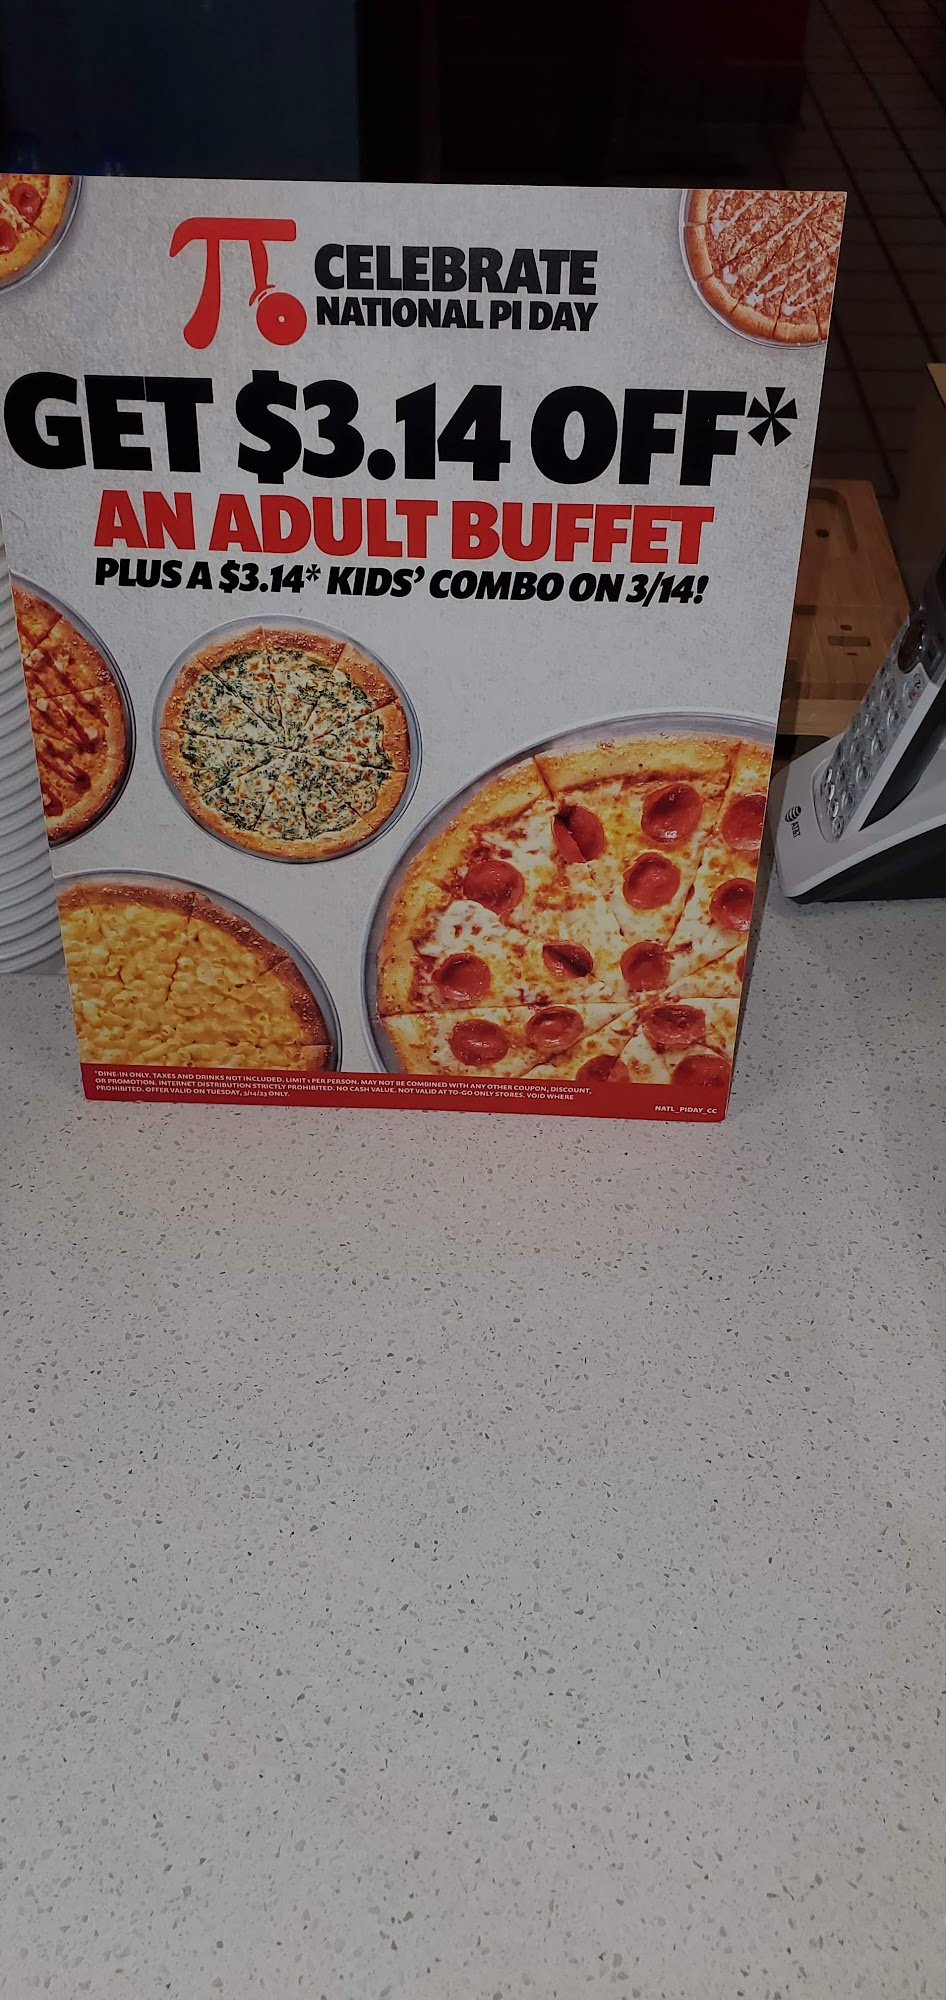 π CELEBRATE
NATIONAL PI DAY
GET $3.14 OFF*
AN ADULT BUFFET
PLUS A $3.14* KIDS' COMBO ON 3/14!
*DINE-IN ONLY. TAXES AND DRINKS NOT INCLUDED. LIMIT 1 PER PERSON. MAY NOT BE COMBINED WITH ANY OTHER COUPON, DISCOUNT,
OR PROMOTION. INTERNET DISTRIBUTION STRICTLY PROHIBITED. NO CASH VALUE. NOT VALID AT TO-GO ONLY STORES. VOID WHERE
PROHIBITED. OFFER VALID ON TUESDAY, 3/14/23 ONLY.
NATL_PIDAY_CC
AT&T